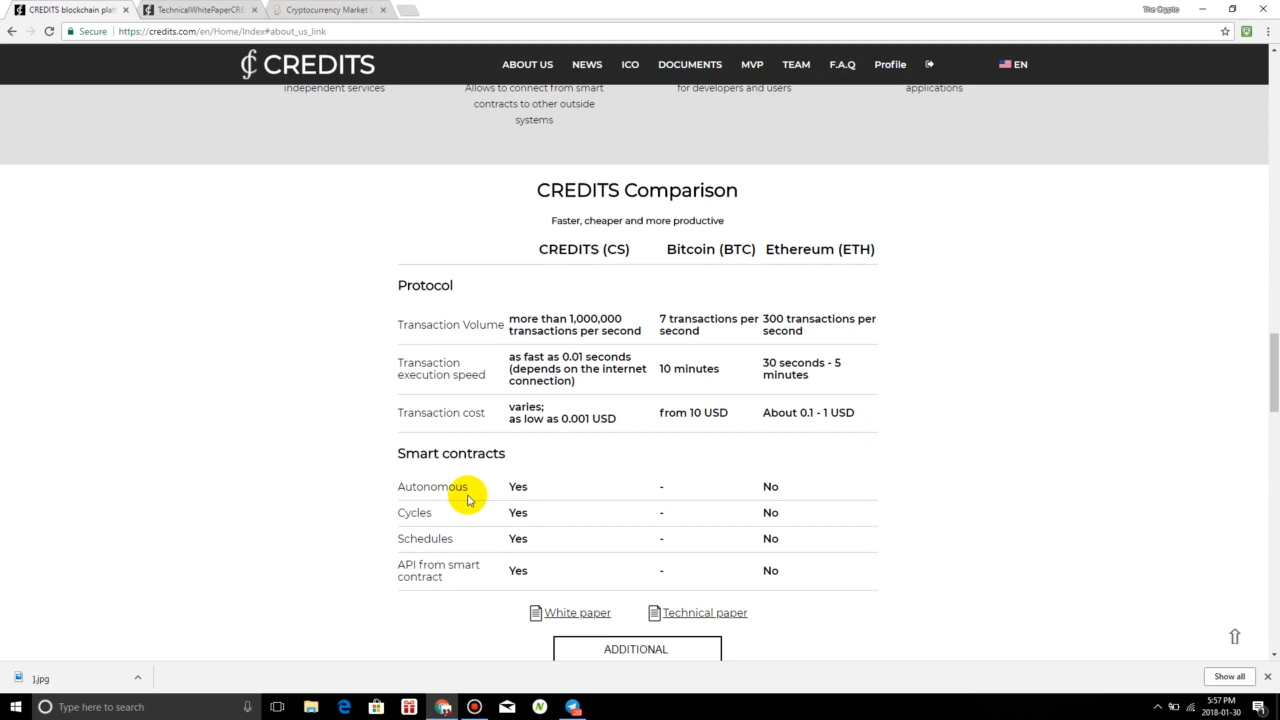 CREDITS blockchain plat
TechnicalWhitePaperCRE
Cryptocurrency Market C
The Crypto
Secure
https://credits.com/en/Home/Index#about_us_link
CREDITS
ABOUT US
NEWS
ICO
DOCUMENTS
MVP
TEAM
F.A.Q
Profile
EN
independent services
Allows to connect from smart
contracts to other outside
systems
for developers and users
applications
CREDITS Comparison
Faster, cheaper and more productive
CREDITS (CS) Bitcoin (BTC) Ethereum (ETH)
Protocol
Transaction Volume
more than 1,000,000
transactions per second
7 transactions per
second
300 transactions per
second
Transaction
execution speed
as fast as 0.01 seconds
(depends on the internet
connection)
10 minutes
30 seconds - 5
minutes
Transaction cost
varies;
as low as 0.001 USD
from 10 USD
About 0.1 - 1 USD
Smart contracts
Autonomous Yes - No
Cycles Yes - No
Schedules Yes - No
API from smart
contract
Yes - No
White paper
Technical paper
ADDITIONAL
].jpg
Show all
Type here to search
5:57 PM
2018-01-30